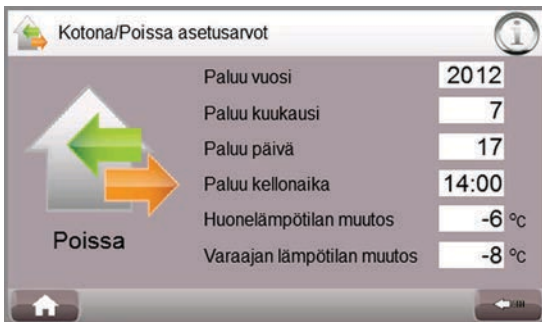 Kotona/Poissa asetusarvot
Paluu vuosi 2012
Paluu kuukausi 7
Paluu päivä 17
Paluu kellonaika 14:00
Huonelämpötilan muutos -6 °C
Varaajan lämpötilan muutos -8 °C
Poissa